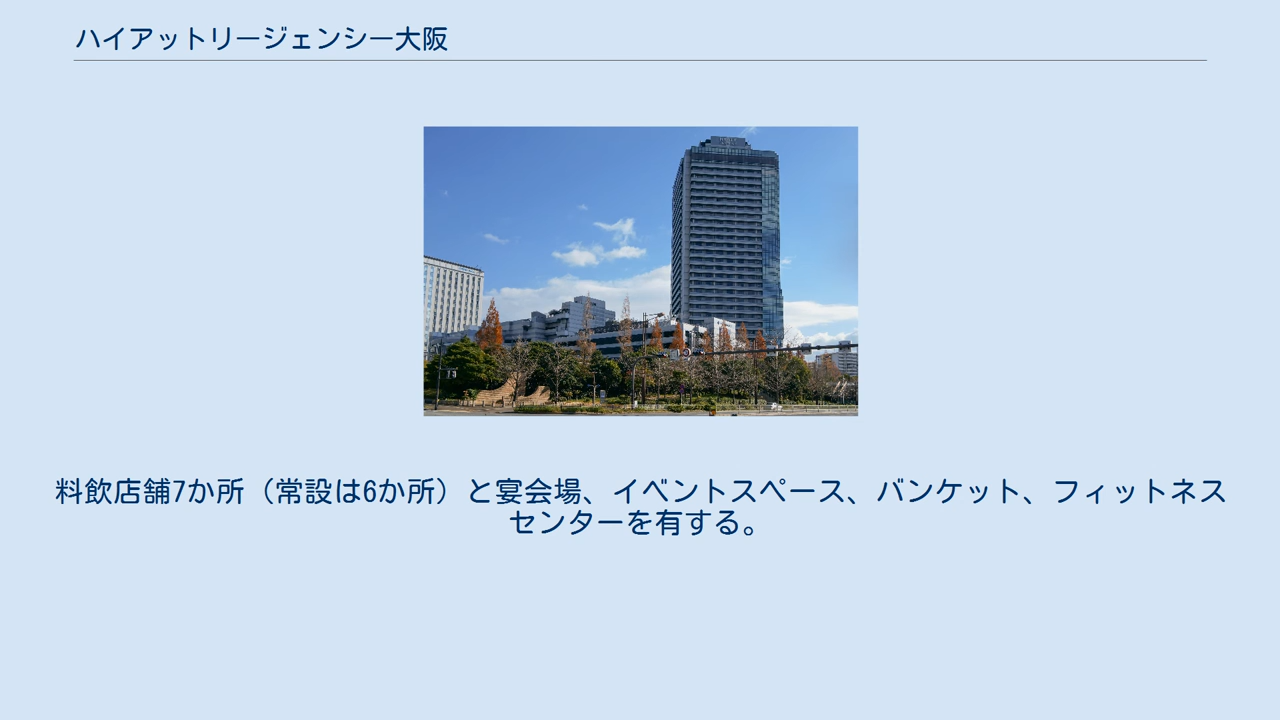 ハイアットリージェンシー大阪
料飲店舗7か所（常設は6か所）と宴会場、イベントスペース、バンケット、フィットネス
センターを有する。